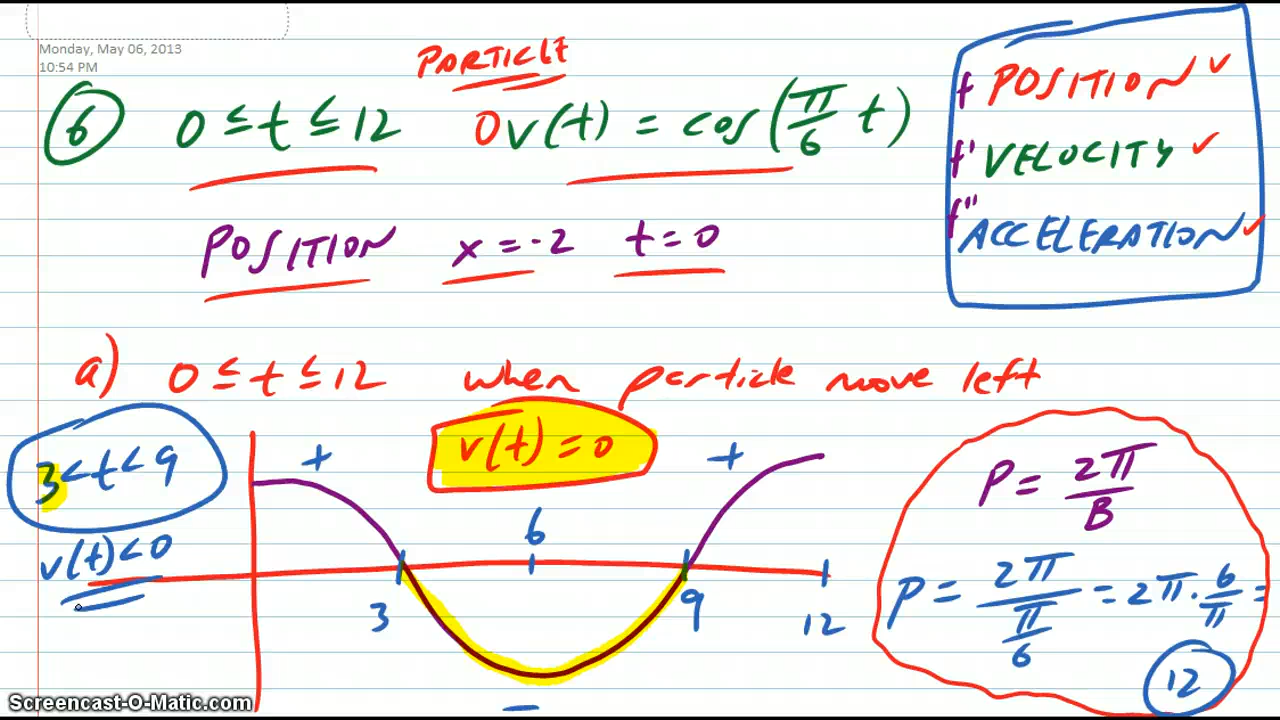 Monday, May 06, 2013
10:54 PM
PARTICLE
6 0 ≤ t ≤ 12 0 v(t) = cos(π/6 t)
f POSITION ✓
f' VELOCITY ✓
f" ACCELERATION ✓
POSITION x = -2 t = 0
a) 0 ≤ t ≤ 12 when particle move left
3 < t < 9
v(t) < 0
v(t) = 0
+ +
6
3 9 12
−
P = 2π/B
P = 2π/(π/6) = 2π · 6/π =
12
Screencast-O-Matic.com